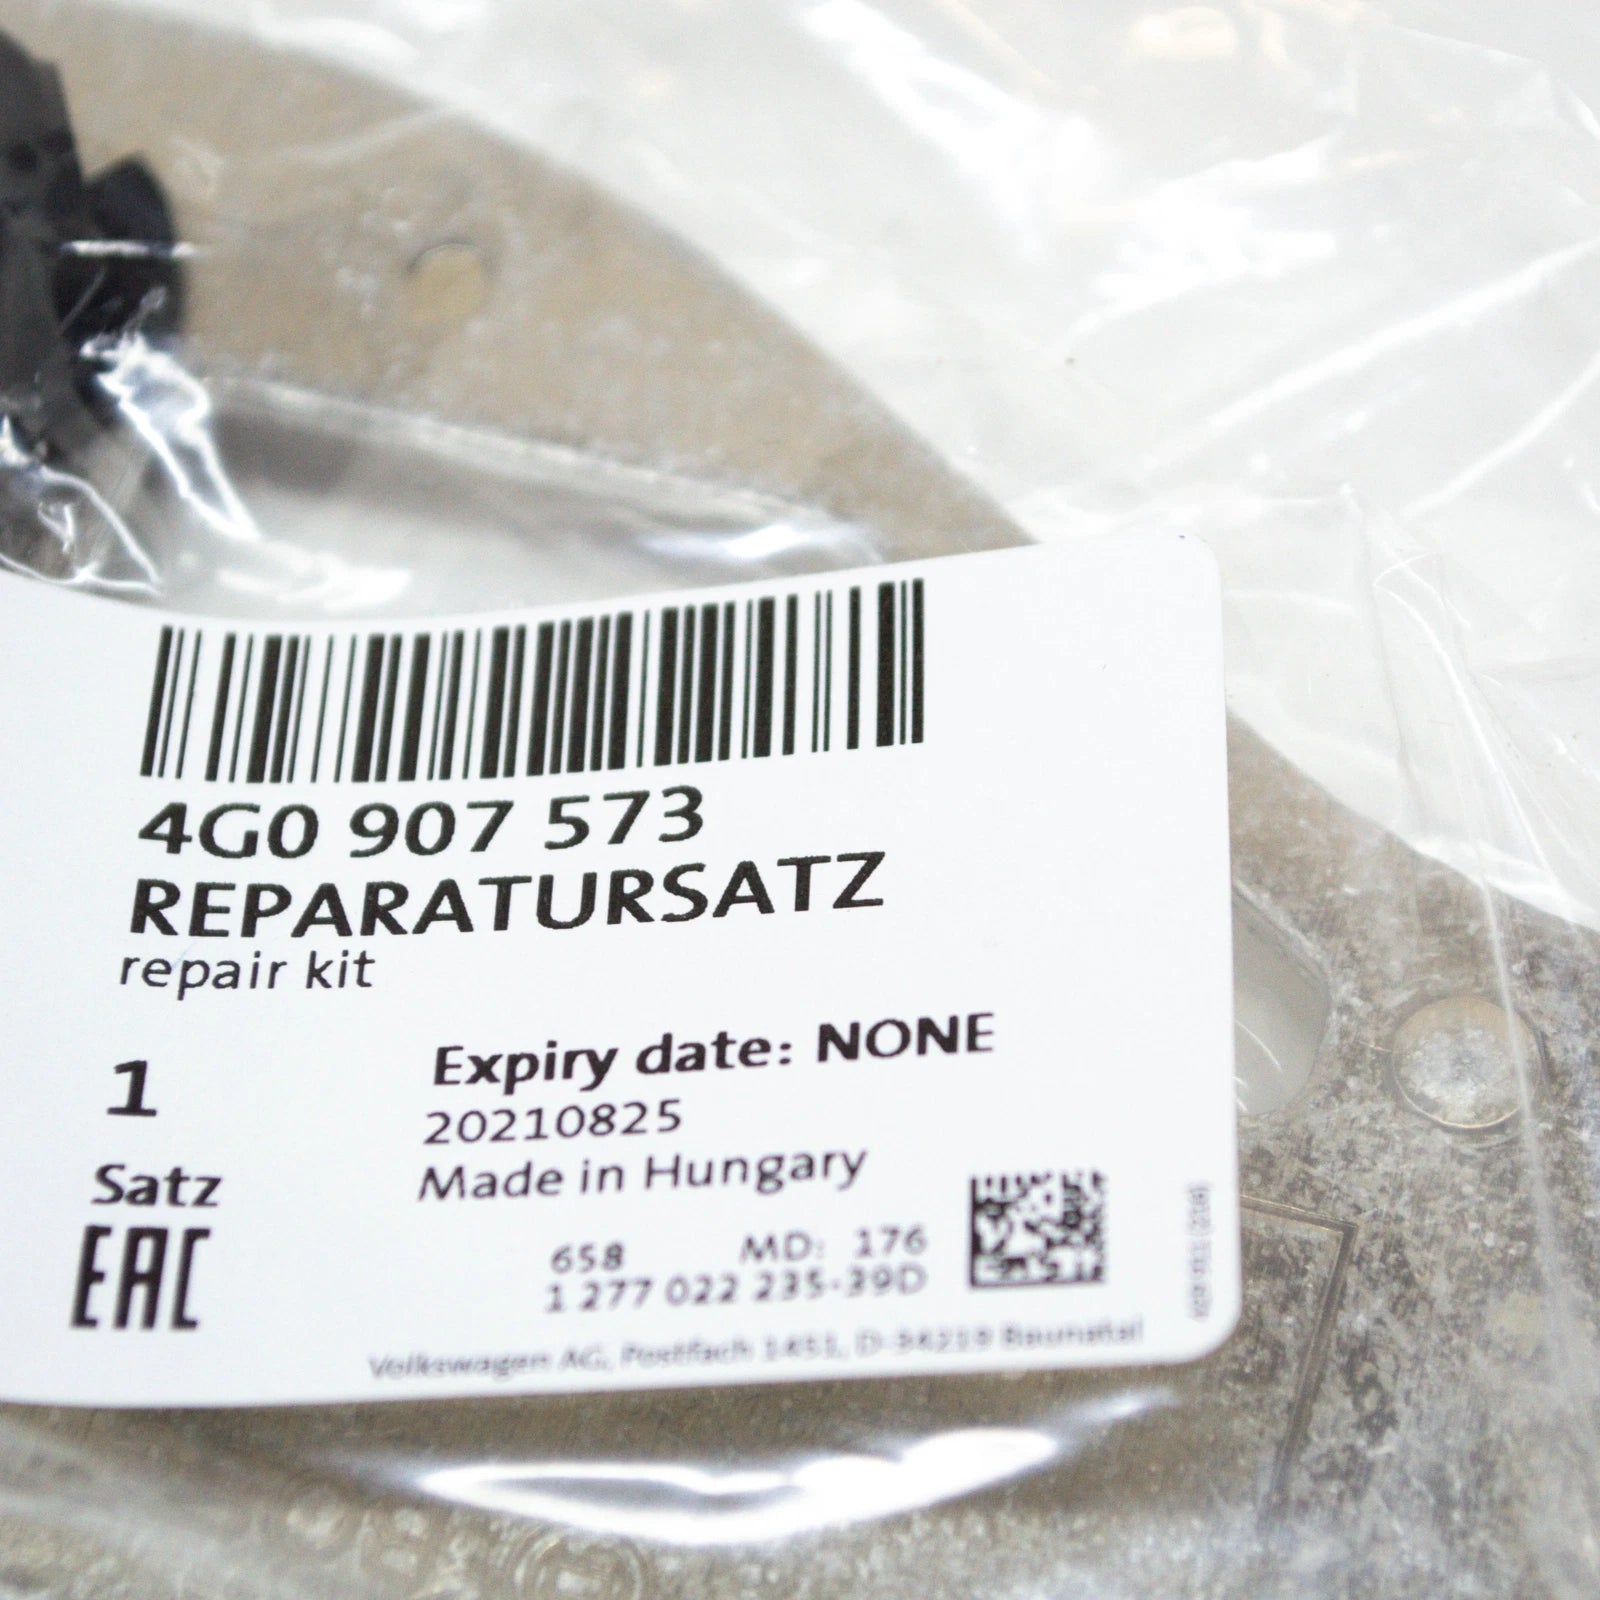 4G0 907 573
REPARATURSATZ
repair kit
1
Satz
EAC
Expiry date: NONE
20210825
Made in Hungary
658 MD: 176
1 277 022 235-39D
Volkswagen AG, Postfach 1451, D-34219 Baunatal